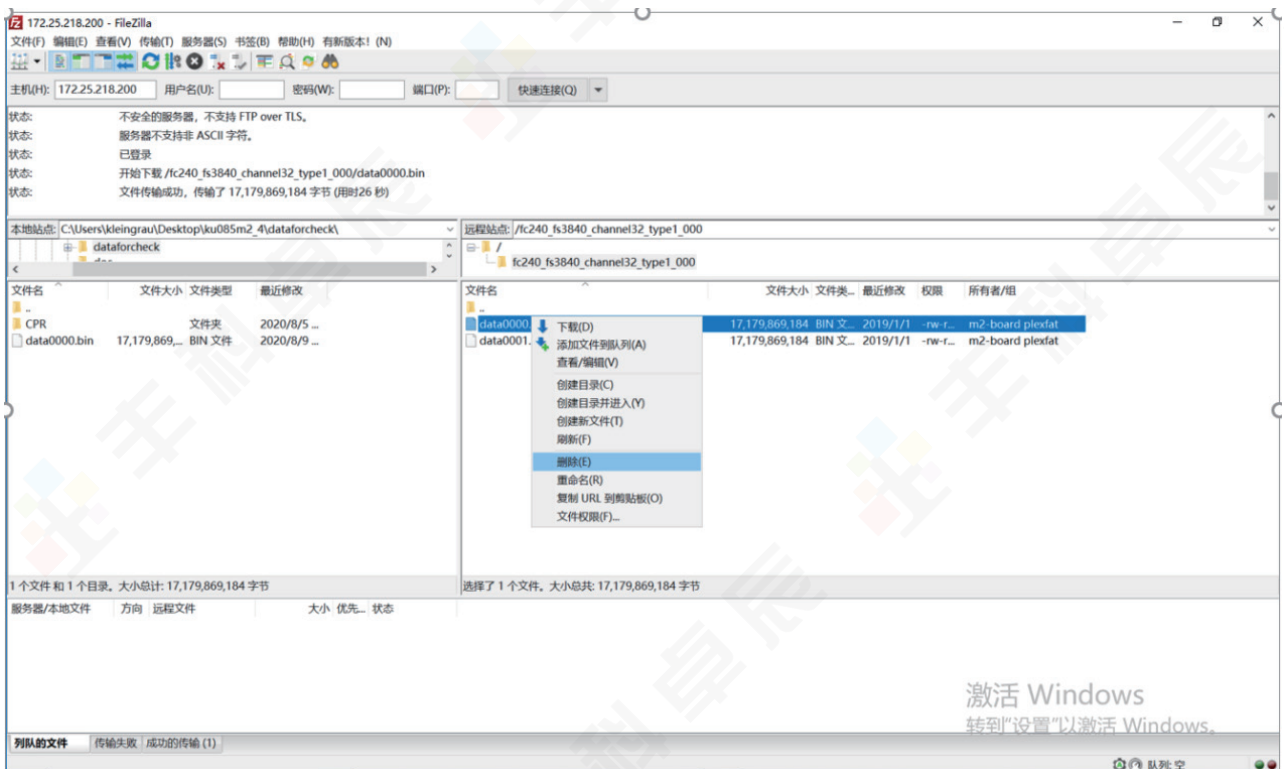 172.25.218.200 - FileZilla
文件(F) 编辑(E) 查看(V) 传输(T) 服务器(S) 书签(B) 帮助(H) 有新版本! (N)
主机(H): 172.25.218.200 用户名(U): 密码(W): 端口(P): 快速连接(Q)
状态: 不安全的服务器，不支持 FTP over TLS。
状态: 服务器不支持非 ASCII 字符。
状态: 已登录
状态: 开始下载 /fc240_fs3840_channel32_type1_000/data0000.bin
状态: 文件传输成功，传输了 17,179,869,184 字节 (用时26 秒)
本地站点: C:\Users\kleingrau\Desktop\ku085m2_4\dataforcheck\
dataforcheck
远程站点: /fc240_fs3840_channel32_type1_000
/
fc240_fs3840_channel32_type1_000
文件名 文件大小 文件类型 最近修改
..
CPR 文件夹 2020/8/5 ...
data0000.bin 17,179,869,... BIN 文件 2020/8/9 ...
1 个文件 和 1 个目录。大小总计: 17,179,869,184 字节
文件名 文件大小 文件类... 最近修改 权限 所有者/组
..
data0000. 17,179,869,184 BIN 文... 2019/1/1 -rw-r... m2-board plexfat
data0001. 17,179,869,184 BIN 文... 2019/1/1 -rw-r... m2-board plexfat
下载(D)
添加文件到队列(A)
查看/编辑(V)
创建目录(C)
创建目录并进入(Y)
创建新文件(T)
刷新(F)
删除(E)
重命名(R)
复制 URL 到剪贴板(O)
文件权限(F)...
选择了 1 个文件。大小总共: 17,179,869,184 字节
服务器/本地文件 方向 远程文件 大小 优先... 状态
激活 Windows
转到"设置"以激活 Windows。
列队的文件 传输失败 成功的传输 (1)
队列: 空
丰科卓辰